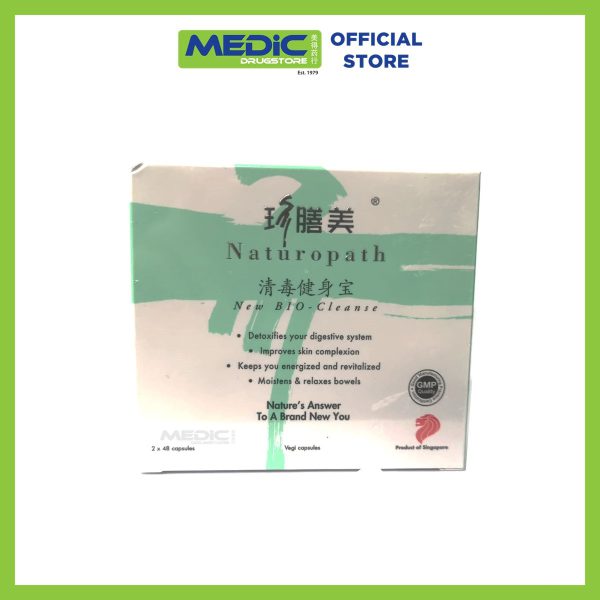 MEDiC
DRUGSTORE
美得药行
Est. 1979
OFFICIAL
STORE
珍膳美®
Naturopath
清毒健身宝
New BIO-Cleanse
• Detoxifies your digestive system
• Improves skin complexion
• Keeps you energized and revitalized
• Moistens & relaxes bowels
Nature's Answer
To A Brand New You
GMP
Quality
MEDiC
2 x 48 capsules
Vegi capsules
Product of Singapore